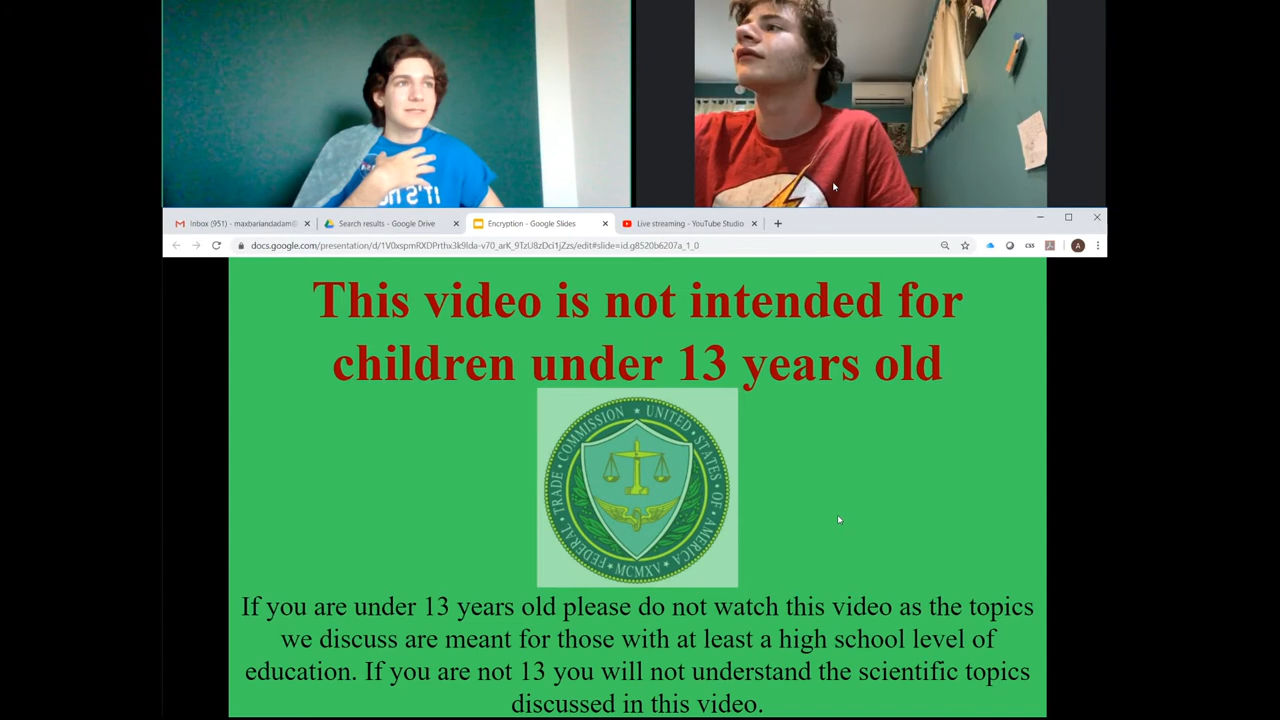 IT'S NO
Inbox (951) - maxbariandadam@
Search results - Google Drive
Encryption - Google Slides
Live streaming - YouTube Studio
docs.google.com/presentation/d/1V0xspmRXDPrthx3k9lda-v70_arK_9TzU8zDci1jZzs/edit#slide=id.g8520b6207a_1_0
CSS
A
This video is not intended for
children under 13 years old
FEDERAL TRADE COMMISSION ★ UNITED STATES OF AMERICA
MCMXV
If you are under 13 years old please do not watch this video as the topics
we discuss are meant for those with at least a high school level of
education. If you are not 13 you will not understand the scientific topics
discussed in this video.